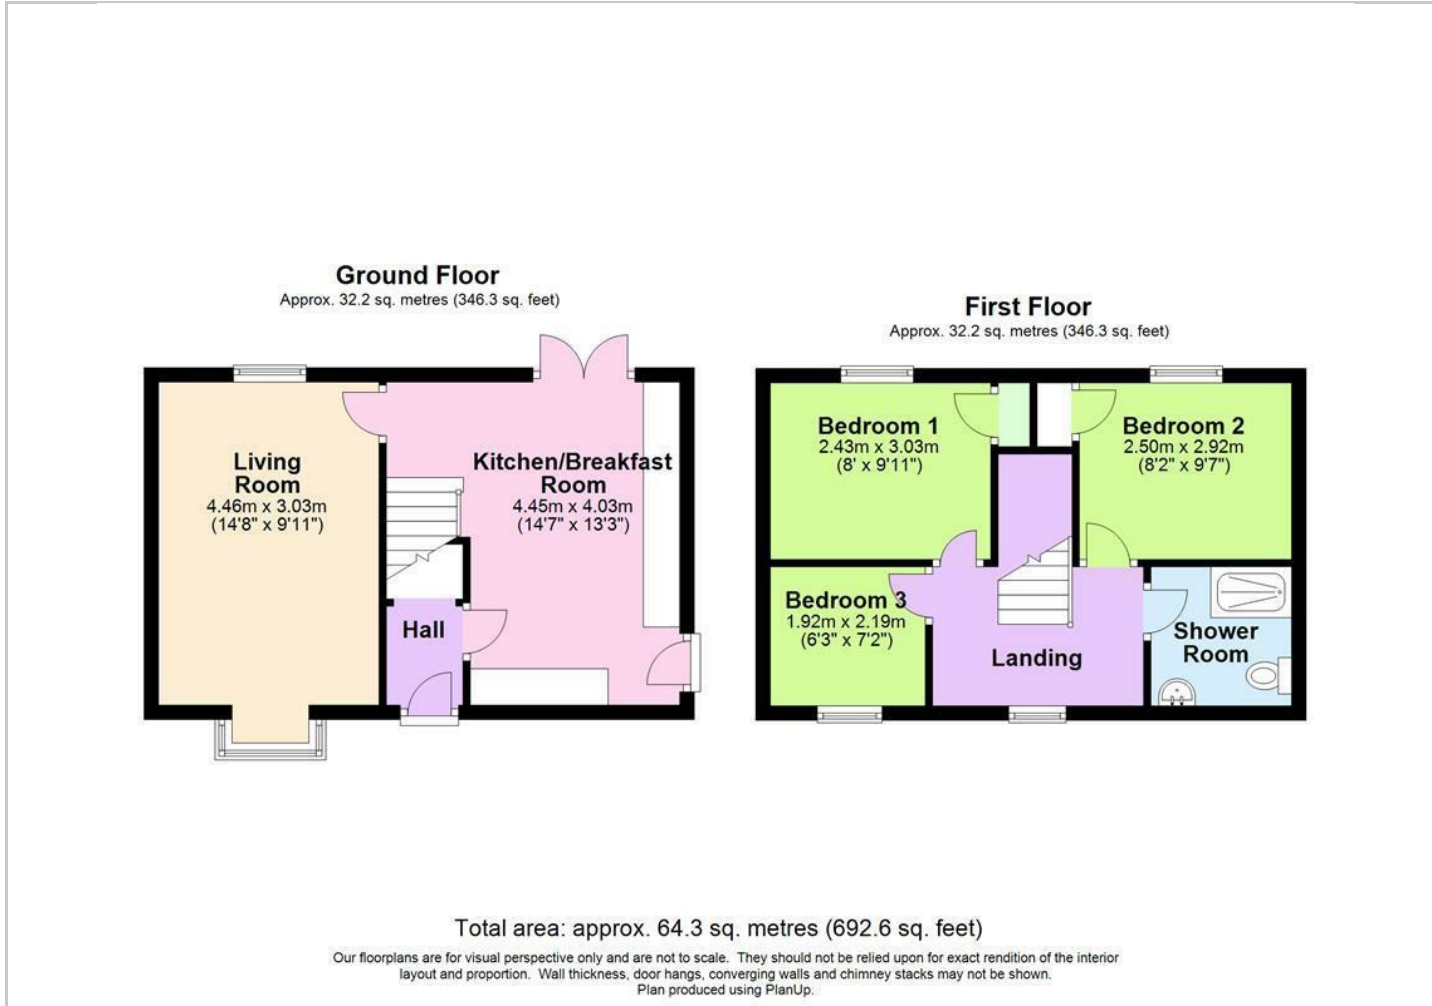 Ground Floor
Approx. 32.2 sq. metres (346.3 sq. feet)
Living
Room
4.46m x 3.03m
(14'8" x 9'11")
Kitchen/Breakfast
Room
4.45m x 4.03m
(14'7" x 13'3")
Hall
First Floor
Approx. 32.2 sq. metres (346.3 sq. feet)
Bedroom 1
2.43m x 3.03m
(8' x 9'11")
Bedroom 2
2.50m x 2.92m
(8'2" x 9'7")
Bedroom 3
1.92m x 2.19m
(6'3" x 7'2")
Landing
Shower
Room
Total area: approx. 64.3 sq. metres (692.6 sq. feet)
Our floorplans are for visual perspective only and are not to scale. They should not be relied upon for exact rendition of the interior
layout and proportion. Wall thickness, door hangs, converging walls and chimney stacks may not be shown.
Plan produced using PlanUp.